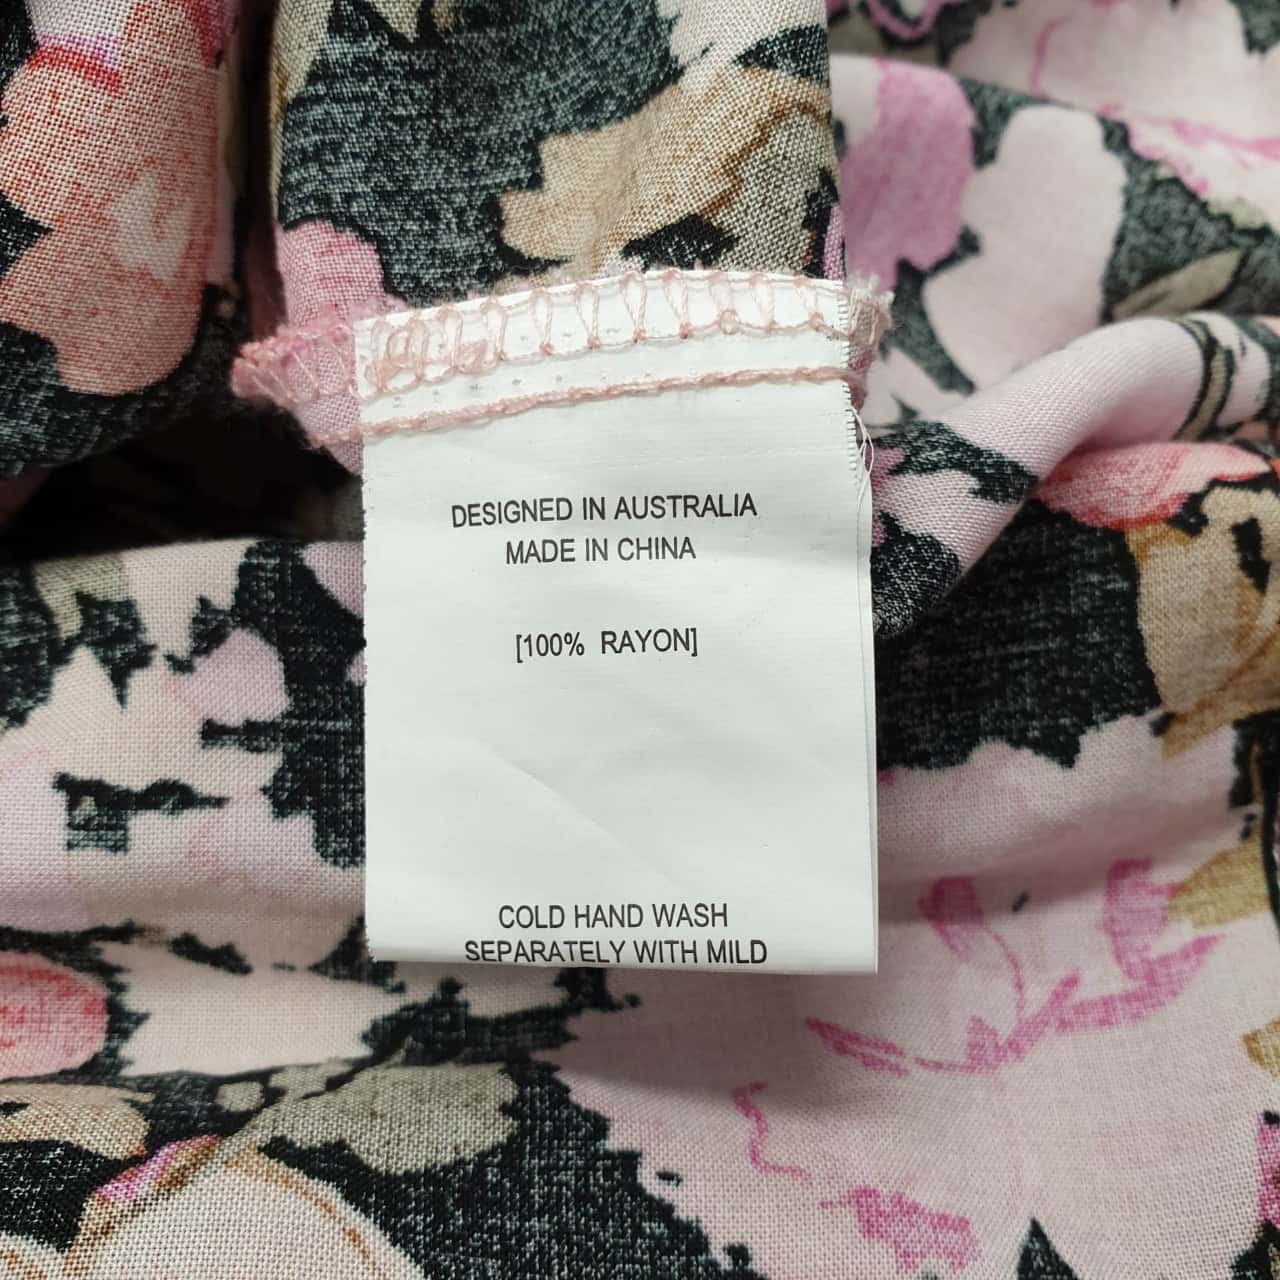 DESIGNED IN AUSTRALIA
MADE IN CHINA
[100% RAYON]
COLD HAND WASH
SEPARATELY WITH MILD